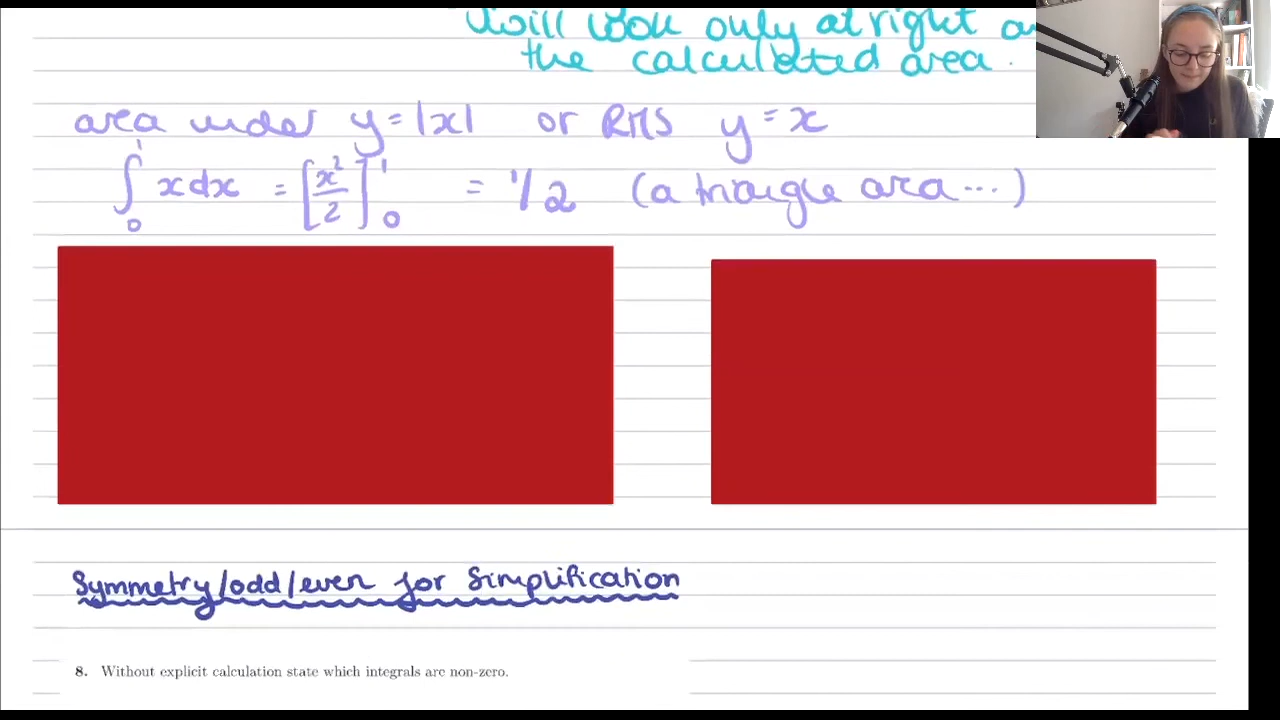 will look only at right
the calculated area.
area under y = |x| or RHS y = x
∫₀¹ x dx = [x²/2]₀¹ = 1/2 (a triangle area...)
Symmetry/odd/even for simplification
8. Without explicit calculation state which integrals are non-zero.